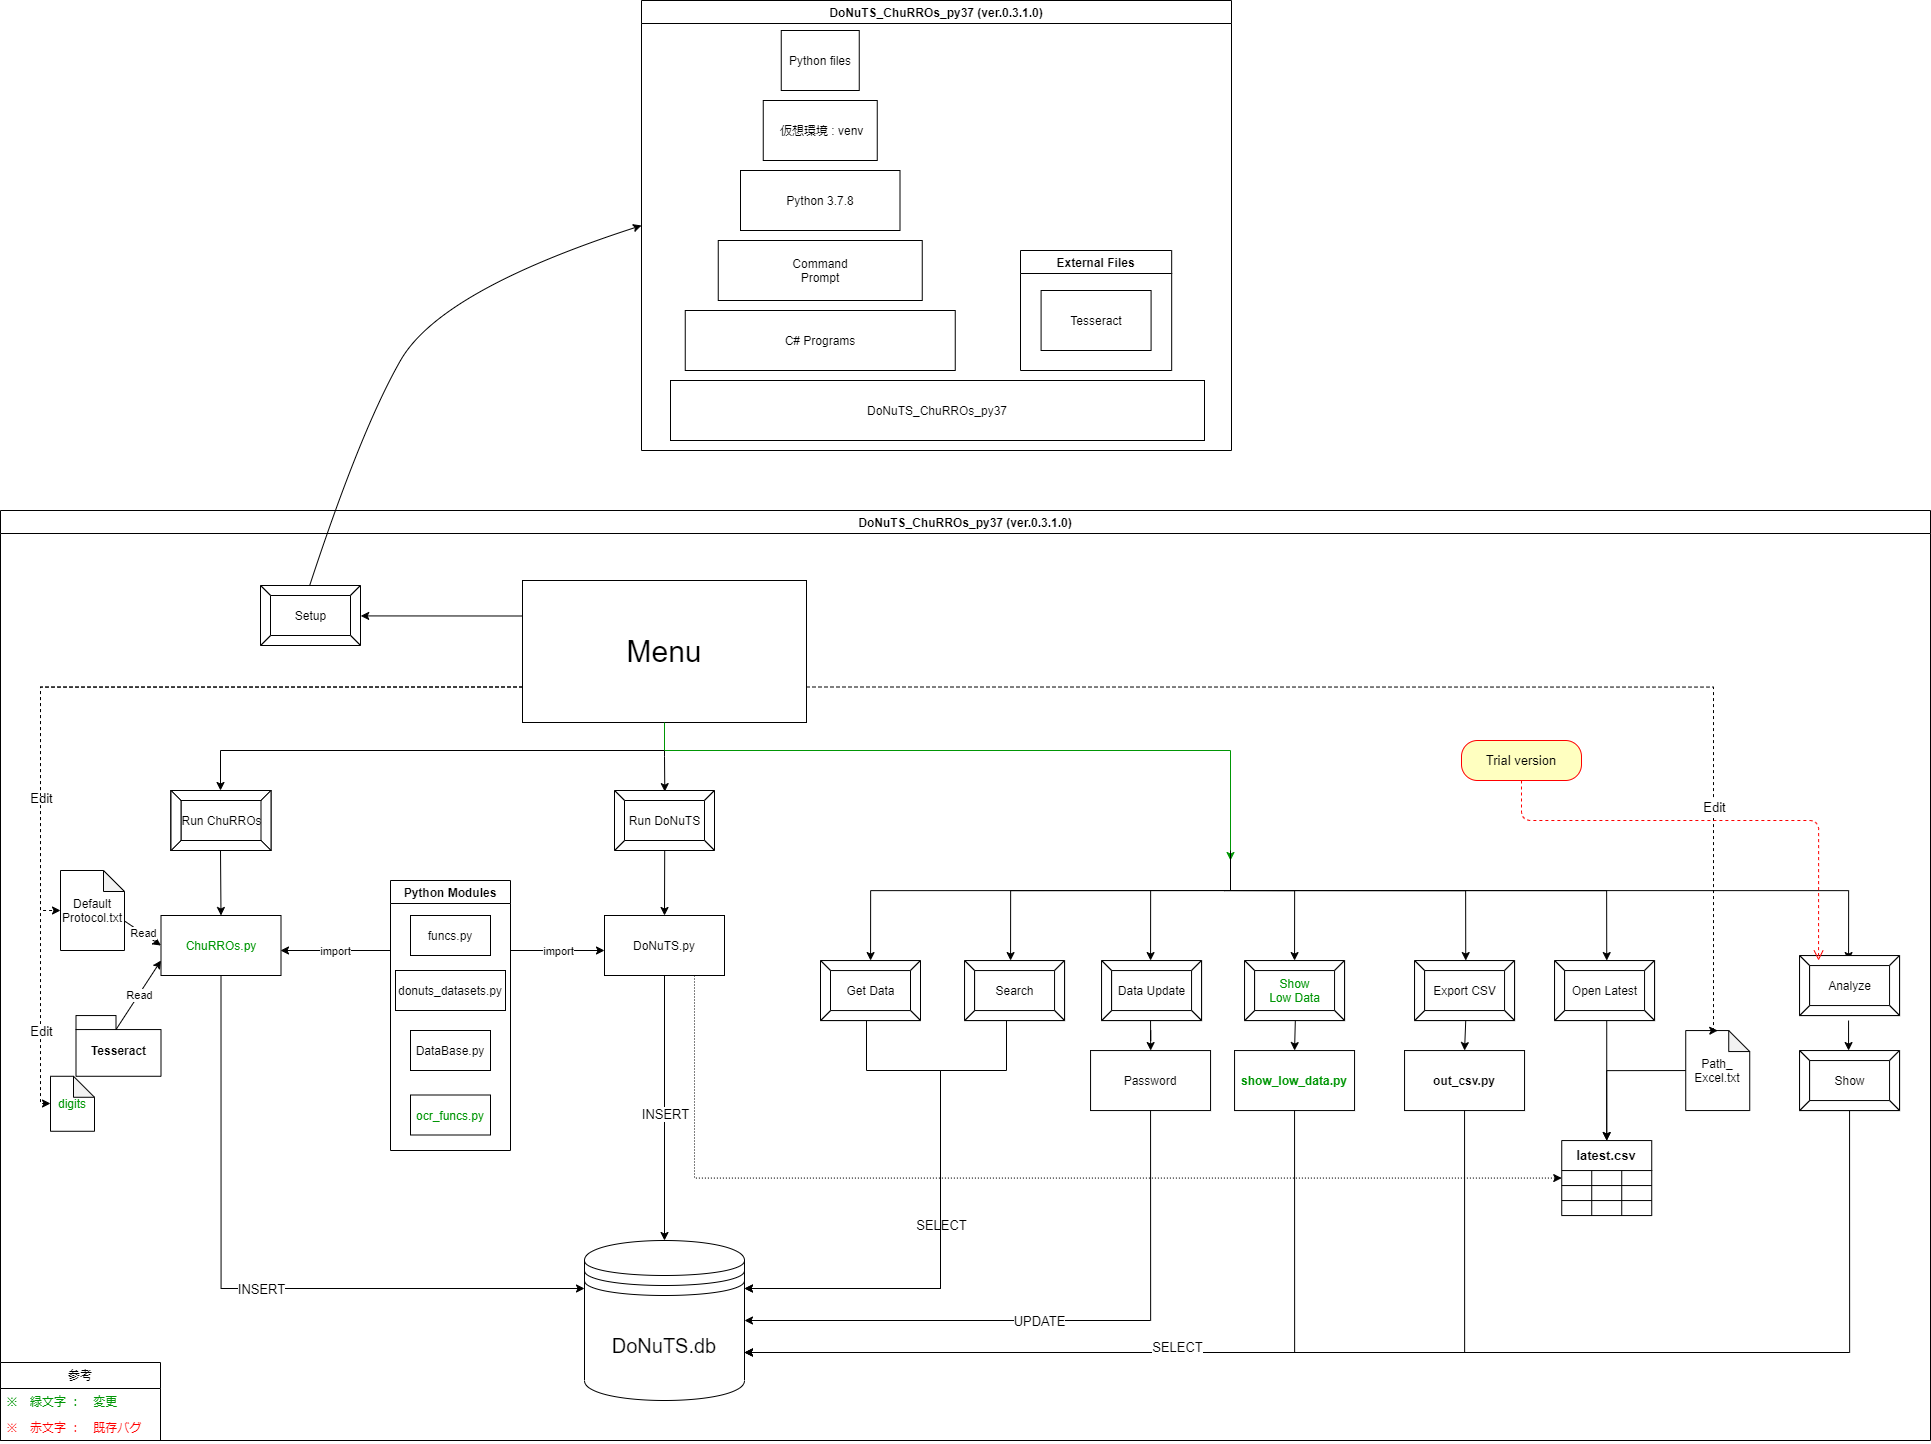 DoNuTS_ChuRROs_py37 (ver.0.3.1.0)
Python files
仮想環境 : venv
Python 3.7.8
Command
Prompt
External Files
Tesseract
C# Programs
DoNuTS_ChuRROs_py37
DoNuTS_ChuRROs_py37 (ver.0.3.1.0)
Setup
Menu
Trial version
Edit
Edit
Run ChuRROs
Run DoNuTS
Default
Protocol.txt
Read
ChuRROs.py
import
Python Modules
funcs.py
donuts_datasets.py
DataBase.py
ocr_funcs.py
import
DoNuTS.py
Read
Edit
Tesseract
digits
Get Data
Search
Data Update
Show
Low Data
Export CSV
Open Latest
Analyze
Password
show_low_data.py
out_csv.py
Path_
Excel.txt
Show
INSERT
latest.csv
SELECT
INSERT
UPDATE
DoNuTS.db
SELECT
参考
※ 緑文字 : 変更
※ 赤文字 : 既存バグ